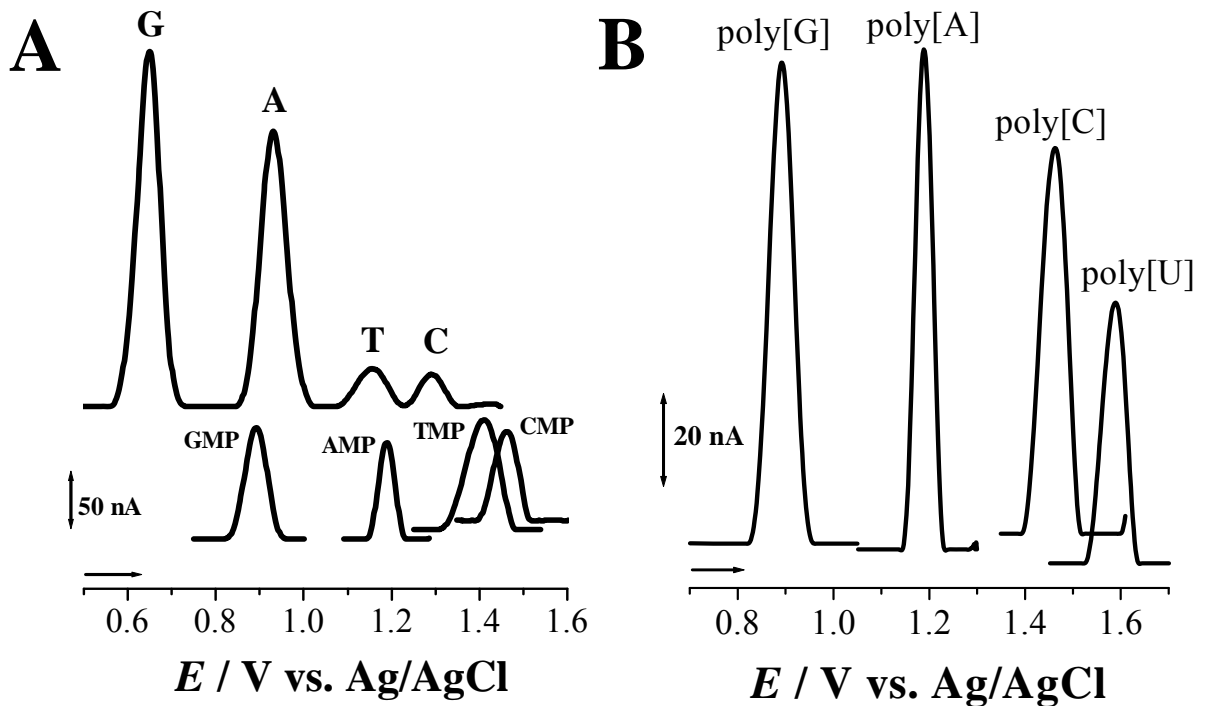 A
G
A
T
C
GMP
AMP
TMP
CMP
50 nA
0.6 0.8 1.0 1.2 1.4 1.6
E / V vs. Ag/AgCl
B
poly[G]
poly[A]
poly[C]
poly[U]
20 nA
0.8 1.0 1.2 1.4 1.6
E / V vs. Ag/AgCl